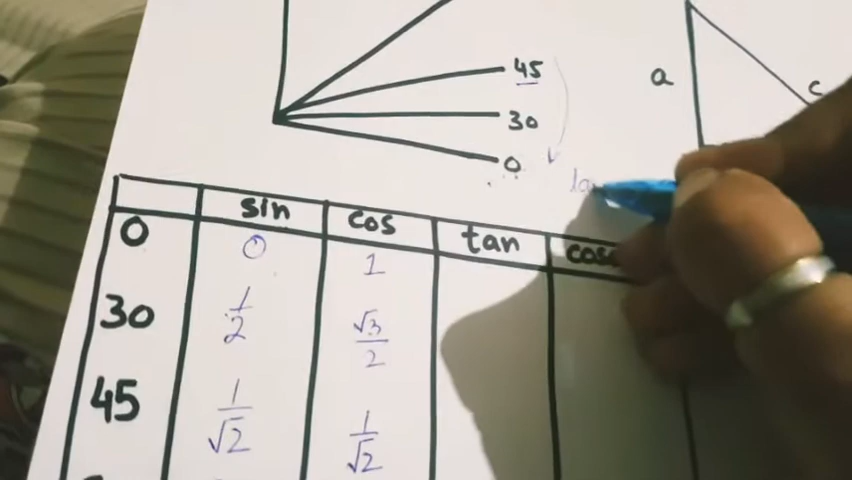 45
30
0
a
c
sin cos tan
0 0 1
30 1/2 √3/2
45 1/√2 1/√2